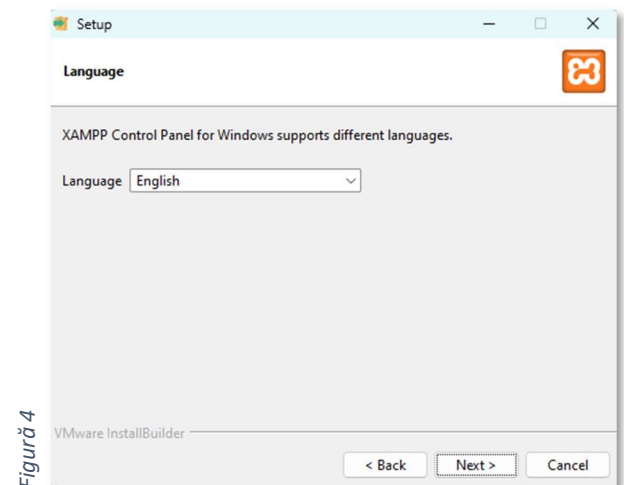 Setup
Language
XAMPP Control Panel for Windows supports different languages.
Language English
VMware InstallBuilder
< Back Next > Cancel
Figură 4